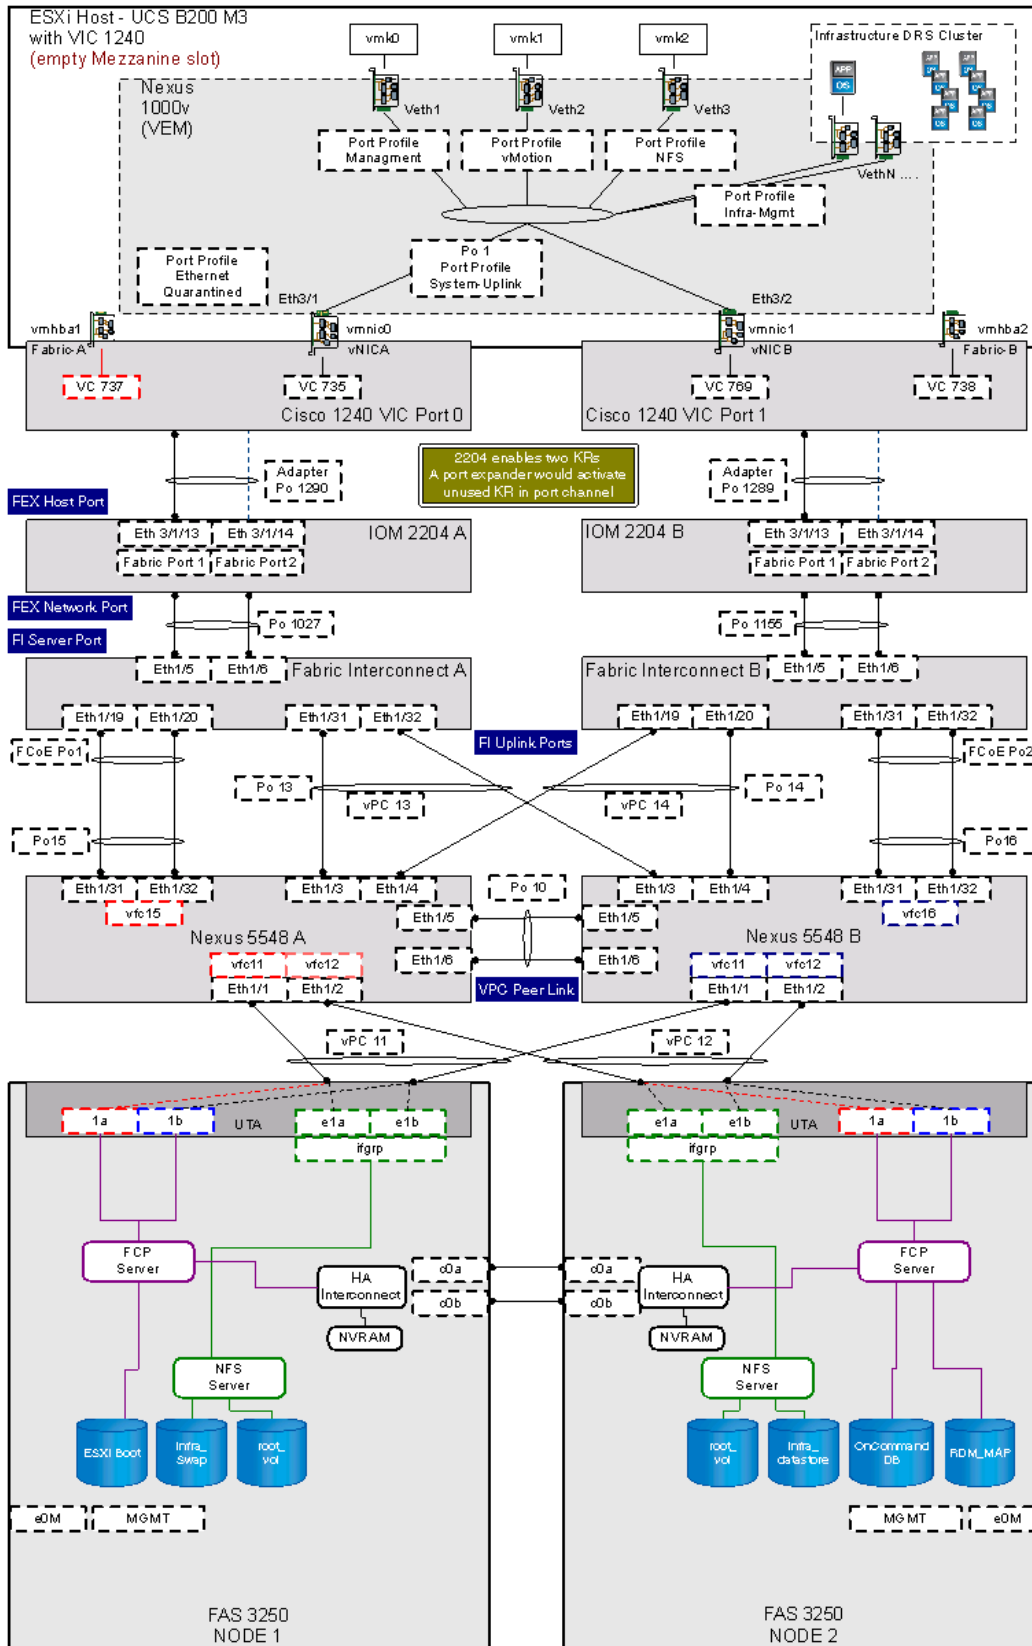 ESXi Host - UCS B200 M3
with VIC 1240
(empty Mezzanine slot)
vmk0
vmk1
vmk2
Infrastructure DRS Cluster
APP
OS
Nexus
1000v
(VEM)
Veth1
Veth2
Veth3
Port Profile
Managment
Port Profile
vMotion
Port Profile
NFS
VethN ....
Port Profile
Infra-Mgmt
Port Profile
Ethernet
Quarantined
Po 1
Port Profile
System-Uplink
Eth3/1
Eth3/2
vmhba1
vmnic0
vmnic1
vmhba2
Fabric-A
vNICA
vNICB
Fabric-B
VC 737
VC 735
VC 769
VC 738
Cisco 1240 VIC Port 0
Cisco 1240 VIC Port 1
2204 enables two KRs
A port expander would activate
unused KR in port channel
Adapter
Po 1290
Adapter
Po 1289
FEX Host Port
Eth 3/1/13
Eth 3/1/14
IOM 2204 A
IOM 2204 B
Eth 3/1/13
Eth 3/1/14
Fabric Port 1
Fabric Port 2
Fabric Port 1
Fabric Port 2
FEX Network Port
Po 1027
Po 1155
FI Server Port
Eth1/5
Eth1/6
Fabric Interconnect A
Fabric Interconnect B
Eth1/5
Eth1/6
Eth1/19
Eth1/20
Eth1/31
Eth1/32
Eth1/19
Eth1/20
Eth1/31
Eth1/32
FCoE Po1
FI Uplink Ports
FCoE Po2
Po 13
vPC 13
vPC 14
Po 14
Po15
Po16
Eth1/31
Eth1/32
Eth1/3
Eth1/4
Po 10
Eth1/3
Eth1/4
Eth1/31
Eth1/32
vfc15
Eth1/5
Eth1/5
vfc16
Nexus 5548 A
Nexus 5548 B
Eth1/6
Eth1/6
vfc11
vfc12
vfc11
vfc12
Eth1/1
Eth1/2
VPC Peer Link
Eth1/1
Eth1/2
vPC 11
vPC 12
1a
1b
UTA
e1a
e1b
e1a
e1b
UTA
1a
1b
ifgrp
ifgrp
FCP
Server
HA
Interconnect
c0a
c0a
HA
Interconnect
FCP
Server
c0b
c0b
NVRAM
NVRAM
NFS
Server
NFS
Server
ESXI Boot
Infra_
Swap
root_
vol
root_
vol
Infra_
datastore
OnCommand
DB
RDM_MAP
e0M
MGMT
MGMT
e0M
FAS 3250
NODE 1
FAS 3250
NODE 2